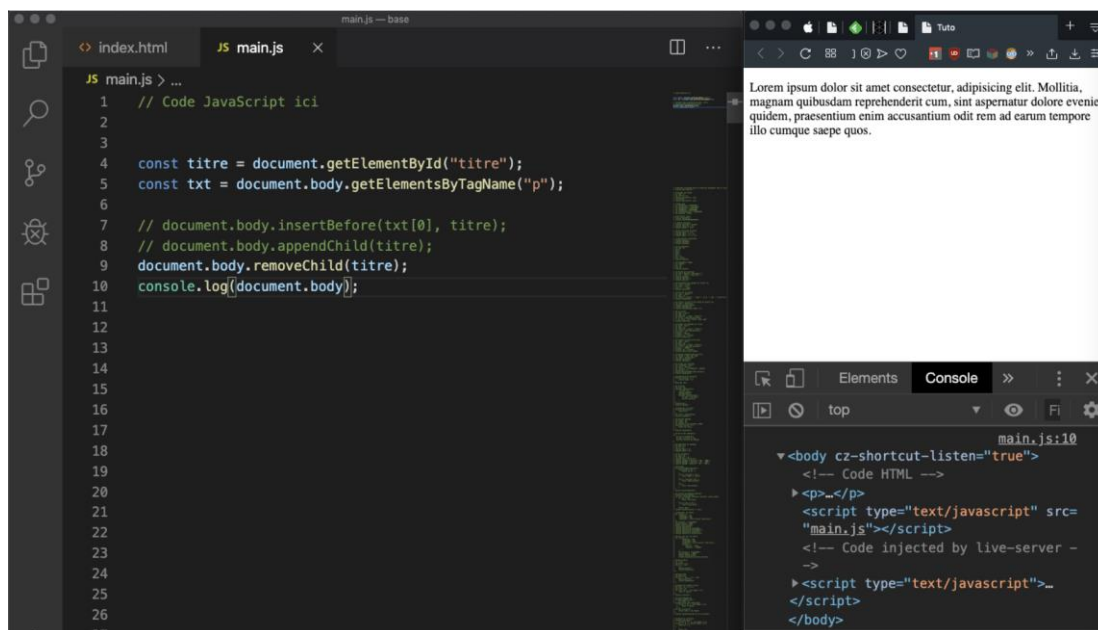 main.js — base
index.html
JS main.js
JS main.js > ...
1 // Code JavaScript ici
2
3
4 const titre = document.getElementById("titre");
5 const txt = document.body.getElementsByTagName("p");
6
7 // document.body.insertBefore(txt[0], titre);
8 // document.body.appendChild(titre);
9 document.body.removeChild(titre);
10 console.log(document.body);
11
12
13
14
15
16
17
18
19
20
21
22
23
24
25
26
Tuto
Lorem ipsum dolor sit amet consectetur, adipisicing elit. Mollitia,
magnam quibusdam reprehenderit cum, sint aspernatur dolore evenie
quidem, praesentium enim accusantium odit rem ad earum tempore
illo cumque saepe quos.
Elements Console »
top Fi
main.js:10
<body cz-shortcut-listen="true">
<!-- Code HTML -->
<p>…</p>
<script type="text/javascript" src=
"main.js"></script>
<!-- Code injected by live-server -
->
<script type="text/javascript">…
</script>
</body>